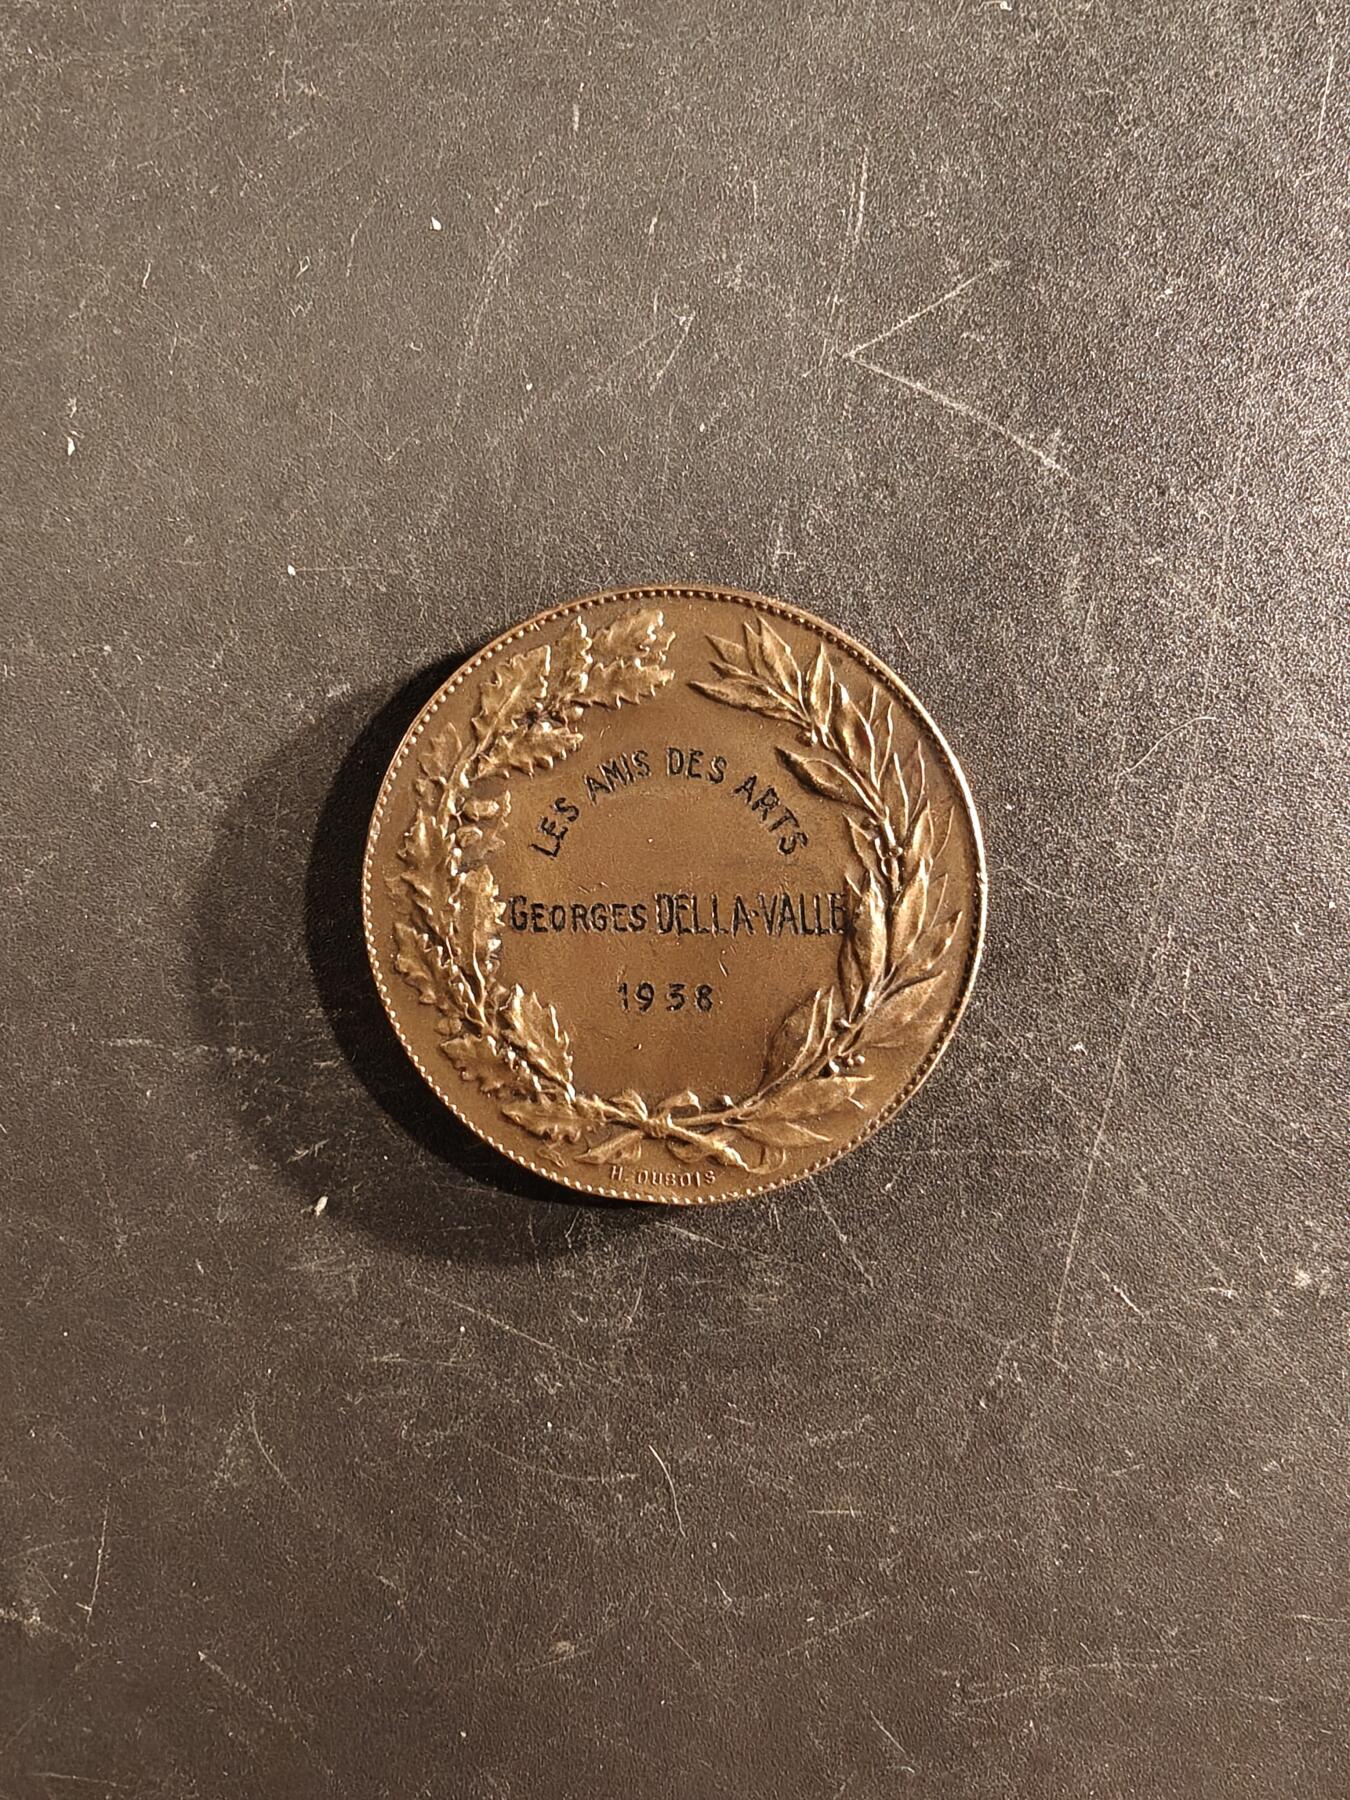 LES AMIS DES ARTS
GEORGES DELLA-VALLE
1938
H. DUBOIS